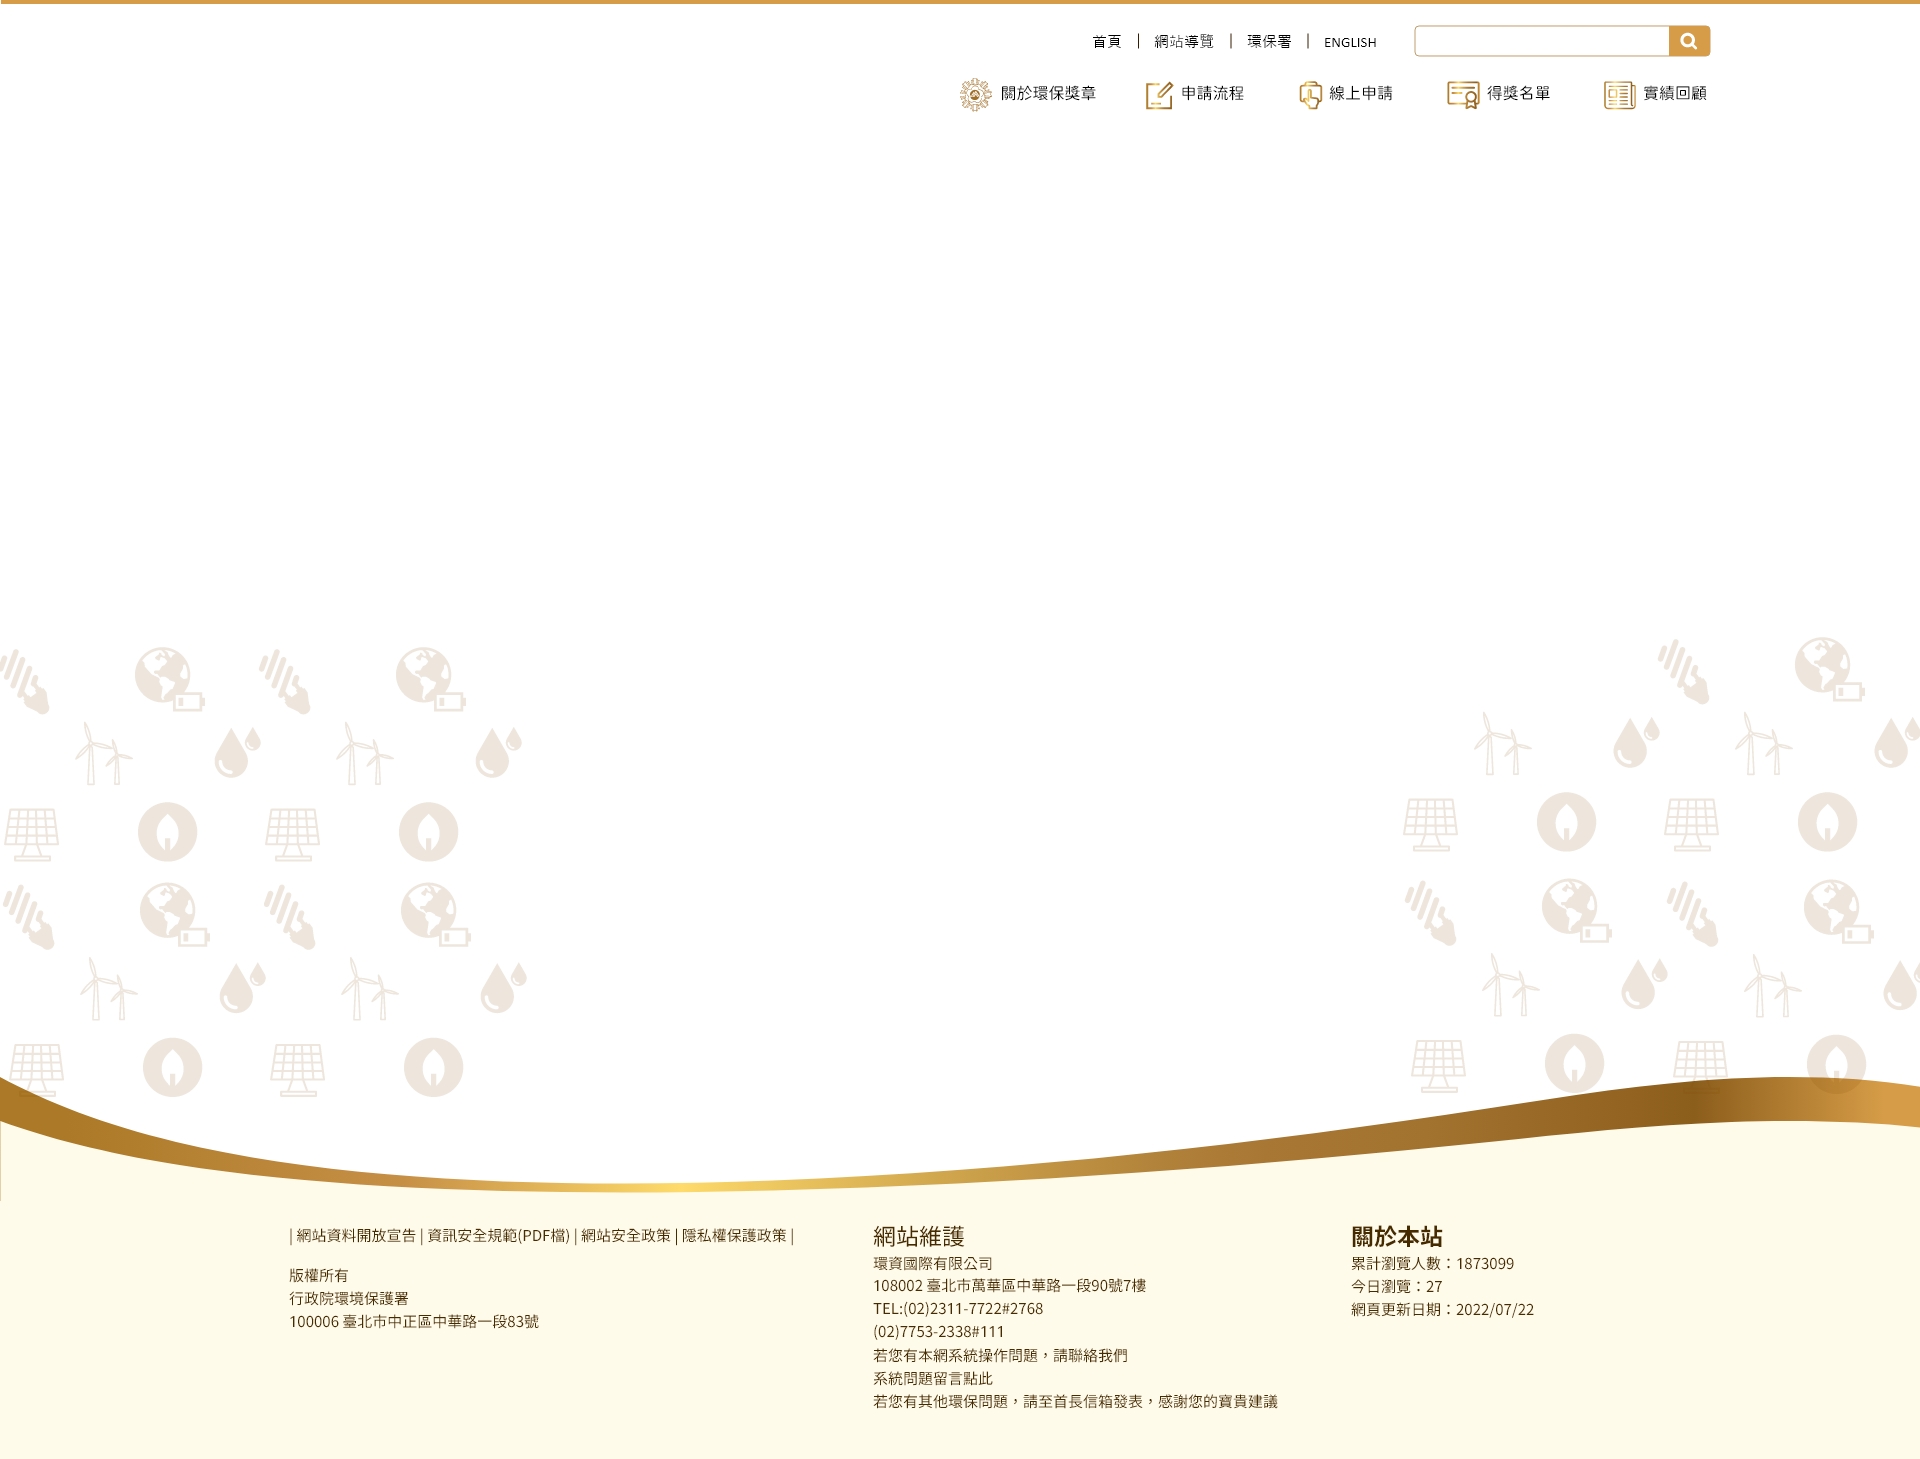 首頁 | 網站導覽 | 環保署 | ENGLISH
關於環保獎章 申請流程 線上申請 得獎名單 實績回顧
| 網站資料開放宣告 | 資訊安全規範(PDF檔) | 網站安全政策 | 隱私權保護政策 |
版權所有
行政院環境保護署
100006 臺北市中正區中華路一段83號
網站維護
環資國際有限公司
108002 臺北市萬華區中華路一段90號7樓
TEL:(02)2311-7722#2768
(02)7753-2338#111
若您有本網系統操作問題，請聯絡我們
系統問題留言點此
若您有其他環保問題，請至首長信箱發表，感謝您的寶貴建議
關於本站
累計瀏覽人數：1873099
今日瀏覽：27
網頁更新日期：2022/07/22